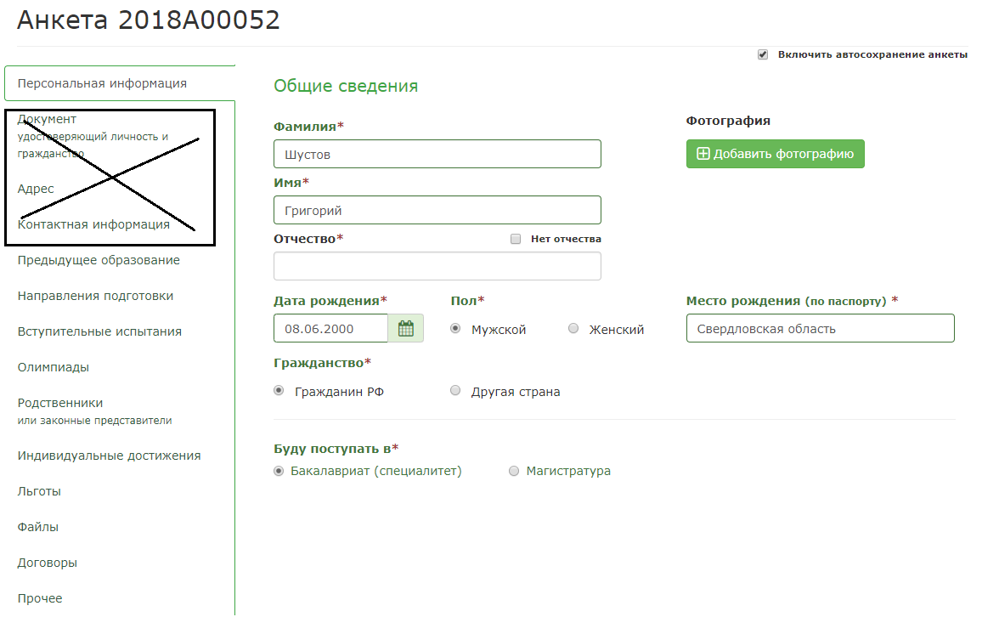 Анкета 2018А00052
Включить автосохранение анкеты
Персональная информация
Документ
удостоверяющий личность и
гражданство
Адрес
Контактная информация
Предыдущее образование
Направления подготовки
Вступительные испытания
Олимпиады
Родственники
или законные представители
Индивидуальные достижения
Льготы
Файлы
Договоры
Прочее
Общие сведения
Фамилия*
Шустов
Имя*
Григорий
Отчество*
Нет отчества
Фотография
Добавить фотографию
Дата рождения*
08.06.2000
Пол*
Мужской
Женский
Место рождения (по паспорту) *
Свердловская область
Гражданство*
Гражданин РФ
Другая страна
Буду поступать в*
Бакалавриат (специалитет)
Магистратура